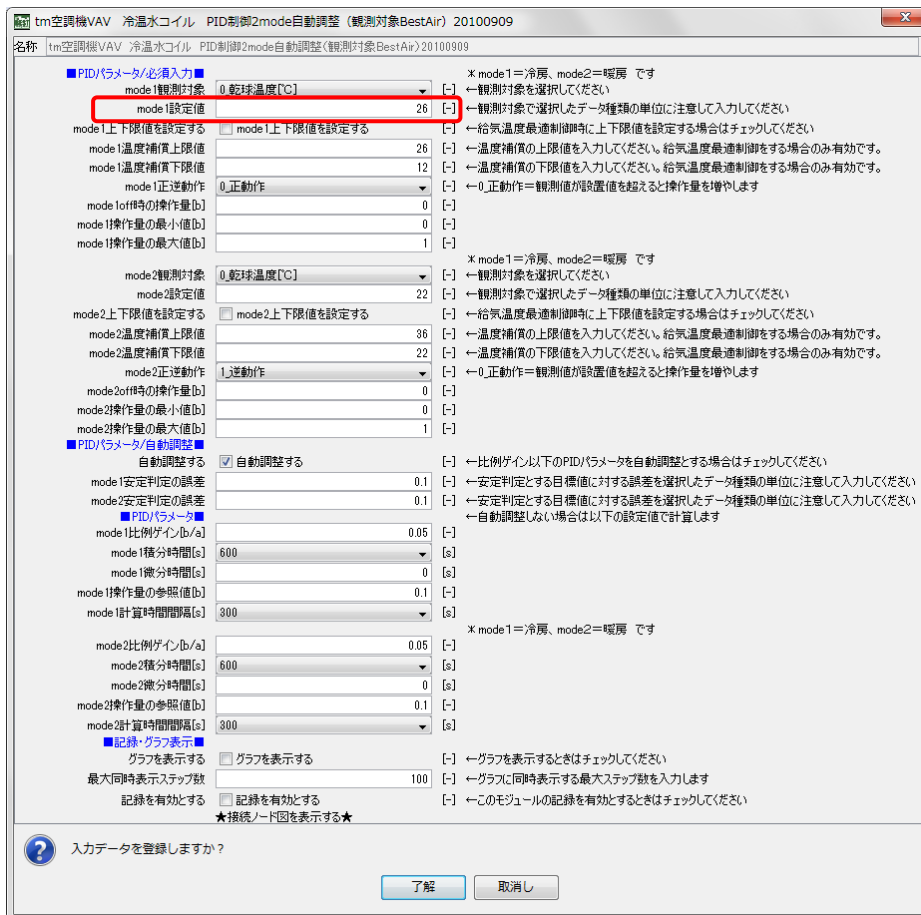 tm空調機VAV 冷温水コイル PID制御2mode自動調整（観測対象BestAir）20100909
名称 tm空調機VAV 冷温水コイル PID制御2mode自動調整(観測対象BestAir)20100909
■PIDパラメータ/必須入力■ ＊mode1＝冷房、mode2＝暖房 です
mode1観測対象 0_乾球温度[℃] [-] ←観測対象を選択してください
mode1設定値 26 [-] ←観測対象で選択したデータ種類の単位に注意して入力してください
mode1上下限値を設定する mode1上下限値を設定する [-] ←給気温度最適制御時に上下限値を設定する場合はチェックしてください
mode1温度補償上限値 26 [-] ←温度補償の上限値を入力してください。給気温度最適制御をする場合のみ有効です。
mode1温度補償下限値 12 [-] ←温度補償の下限値を入力してください。給気温度最適制御をする場合のみ有効です。
mode1正逆動作 0_正動作 [-] ←0_正動作＝観測値が設置値を超えると操作量を増やします
mode1off時の操作量[b] 0 [-]
mode1操作量の最小値[b] 0 [-]
mode1操作量の最大値[b] 1 [-]
＊mode1＝冷房、mode2＝暖房 です
mode2観測対象 0_乾球温度[℃] [-] ←観測対象を選択してください
mode2設定値 22 [-] ←観測対象で選択したデータ種類の単位に注意して入力してください
mode2上下限値を設定する mode2上下限値を設定する [-] ←給気温度最適制御時に上下限値を設定する場合はチェックしてください
mode2温度補償上限値 36 [-] ←温度補償の上限値を入力してください。給気温度最適制御をする場合のみ有効です。
mode2温度補償下限値 22 [-] ←温度補償の下限値を入力してください。給気温度最適制御をする場合のみ有効です。
mode2正逆動作 1_逆動作 [-] ←0_正動作＝観測値が設置値を超えると操作量を増やします
mode2off時の操作量[b] 0 [-]
mode2操作量の最小値[b] 0 [-]
mode2操作量の最大値[b] 1 [-]
■PIDパラメータ/自動調整■
自動調整する 自動調整する [-] ←比例ゲイン以下のPIDパラメータを自動調整とする場合はチェックしてください
mode1安定判定の誤差 0.1 [-] ←安定判定とする目標値に対する誤差を選択したデータ種類の単位に注意して入力してください
mode2安定判定の誤差 0.1 [-] ←安定判定とする目標値に対する誤差を選択したデータ種類の単位に注意して入力してください
■PIDパラメータ■ ←自動調整しない場合は以下の設定値で計算します
mode1比例ゲイン[b/a] 0.05 [-]
mode1積分時間[s] 600 [s]
mode1微分時間[s] 0 [s]
mode1操作量の参照値[b] 0.1 [-]
mode1計算時間間隔[s] 300 [s]
＊mode1＝冷房、mode2＝暖房 です
mode2比例ゲイン[b/a] 0.05 [-]
mode2積分時間[s] 600 [s]
mode2微分時間[s] 0 [s]
mode2操作量の参照値[b] 0.1 [-]
mode2計算時間間隔[s] 300 [s]
■記録・グラフ表示■
グラフを表示する グラフを表示する [-] ←グラフを表示するときはチェックしてください
最大同時表示ステップ数 100 [-] ←グラフに同時表示する最大ステップ数を入力します
記録を有効とする 記録を有効とする [-] ←このモジュールの記録を有効とするときはチェックしてください
★接続ノード図を表示する★
入力データを登録しますか？
了解 取消し